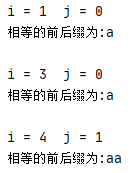 i = 1  j = 0
相等的前后缀为:a
i = 3  j = 0
相等的前后缀为:a
i = 4  j = 1
相等的前后缀为:aa